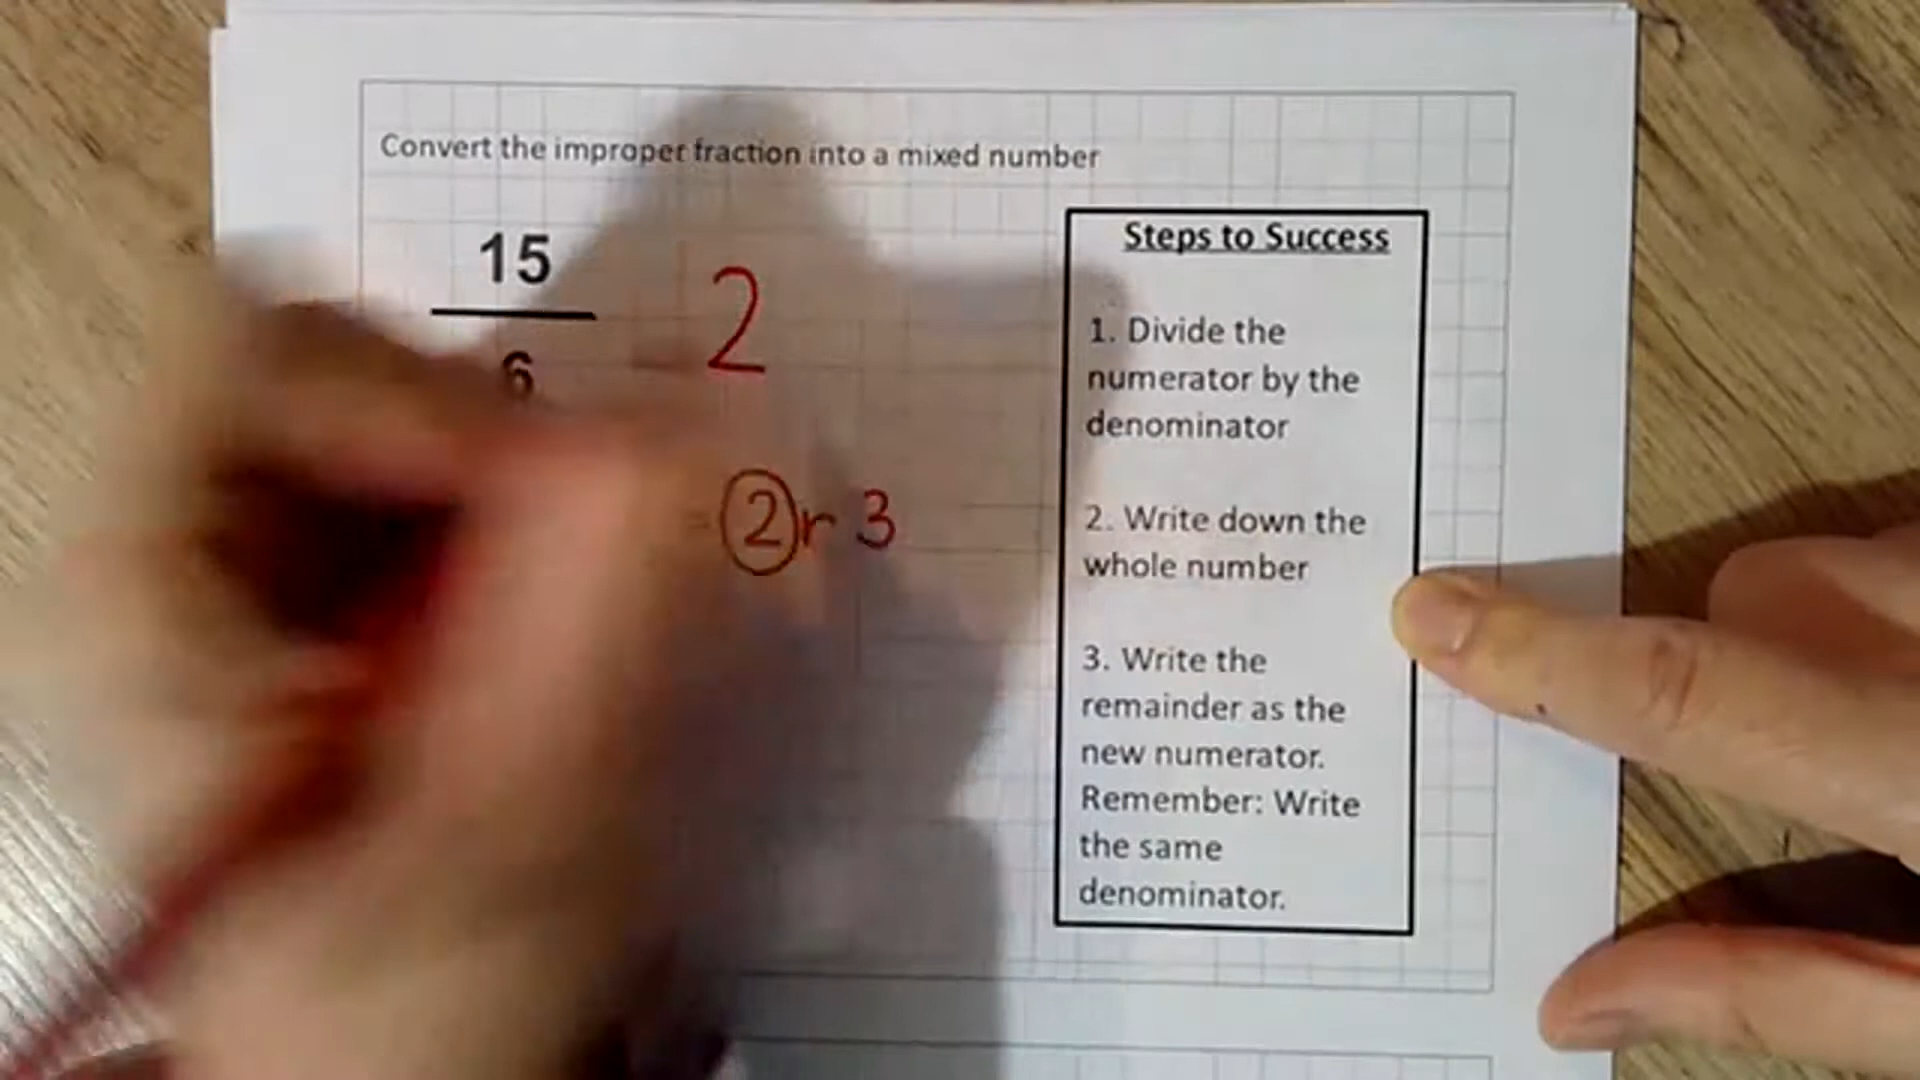 Convert the improper fraction into a mixed number
15
6
2
= 2 r 3
Steps to Success
1. Divide the
numerator by the
denominator
2. Write down the
whole number
3. Write the
remainder as the
new numerator.
Remember: Write
the same
denominator.